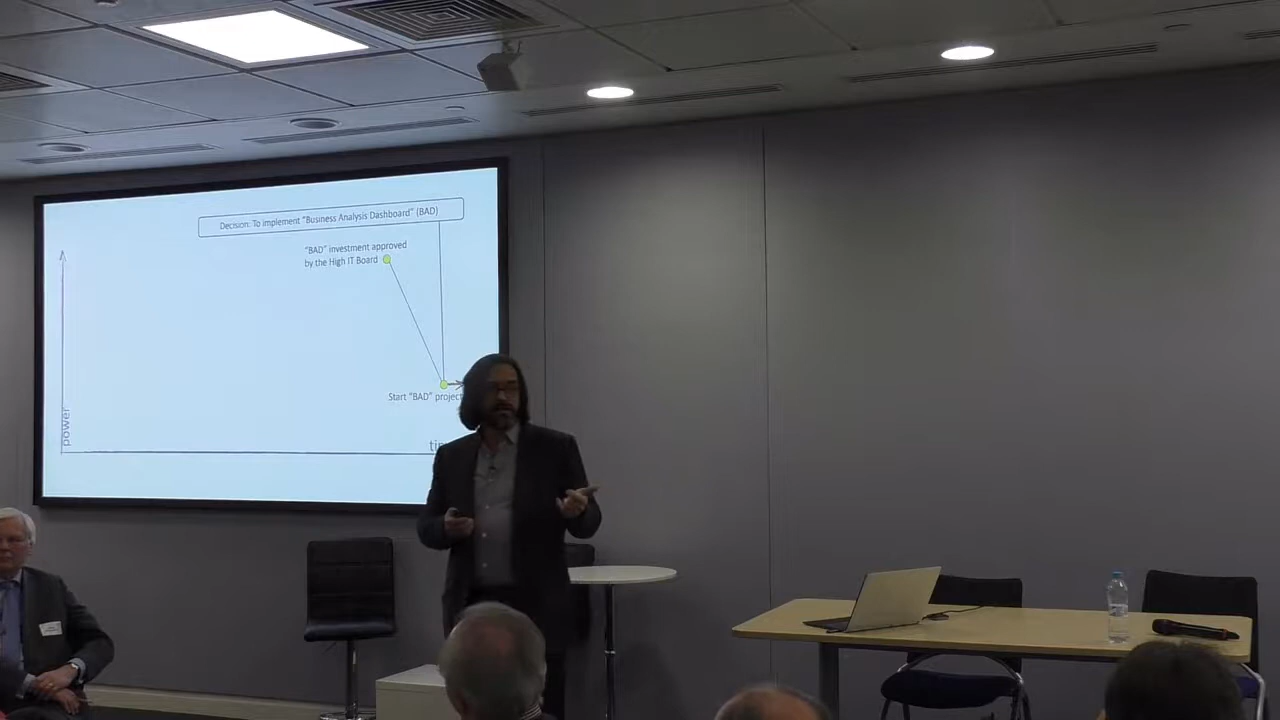 Decision: To implement “Business Analysis Dashboard” (BAD)
“BAD” investment approved
by the High IT Board
Start “BAD” project
power